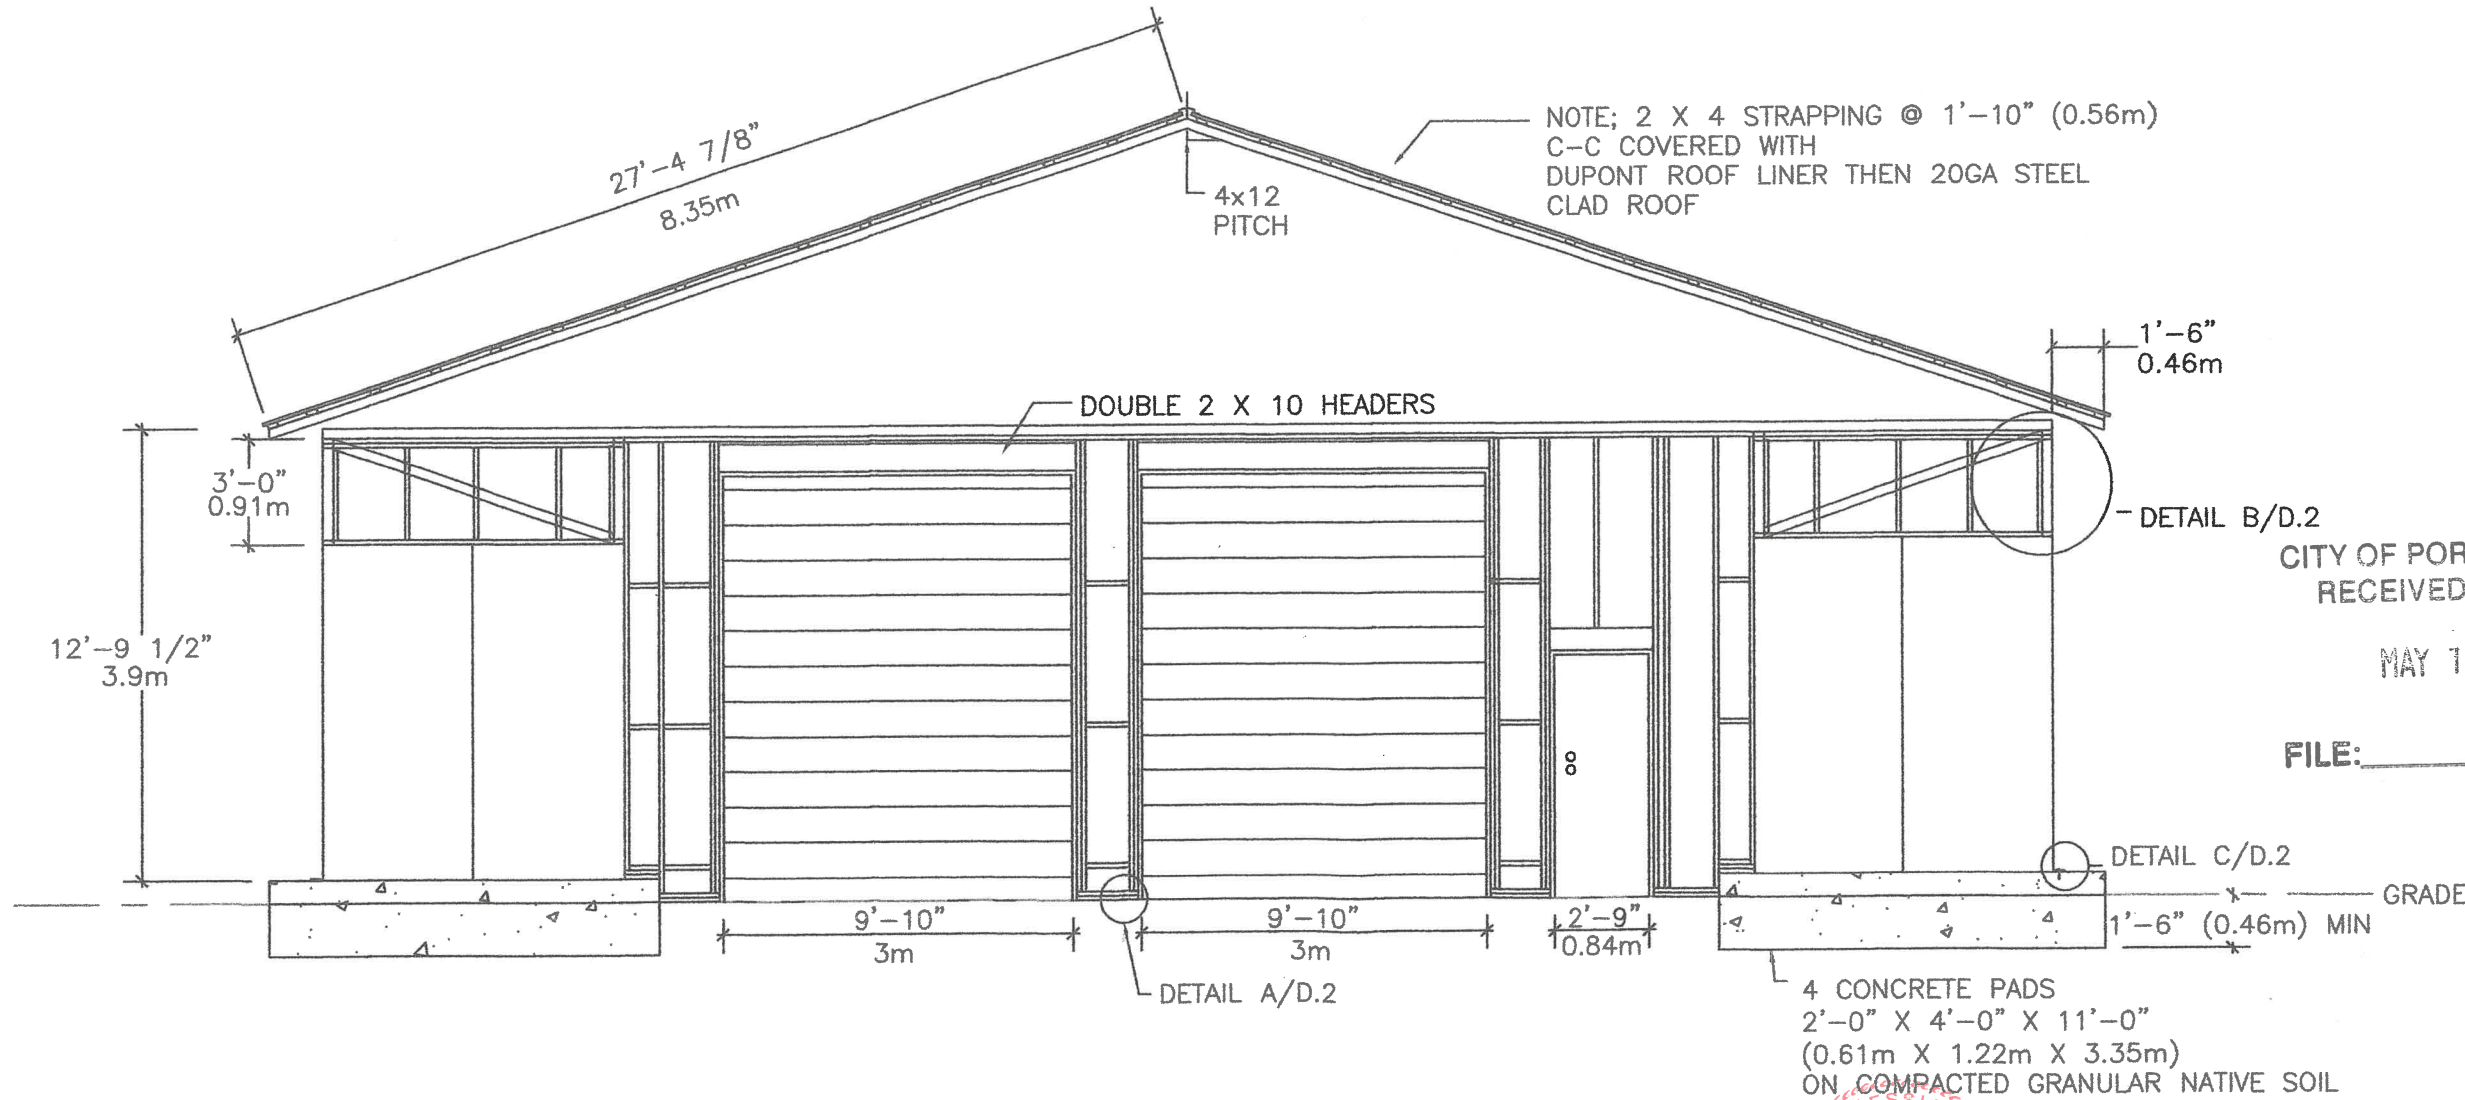 27'-4 7/8"
8.35m
NOTE; 2 X 4 STRAPPING @ 1'-10" (0.56m)
C-C COVERED WITH
DUPONT ROOF LINER THEN 20GA STEEL
CLAD ROOF
4x12
PITCH
1'-6"
0.46m
DOUBLE 2 X 10 HEADERS
3'-0"
0.91m
DETAIL B/D.2
CITY OF POR
RECEIVED
MAY 1
12'-9 1/2"
3.9m
FILE:
DETAIL C/D.2
GRADE
1'-6" (0.46m) MIN
9'-10"
3m
9'-10"
3m
2'-9"
0.84m
DETAIL A/D.2
4 CONCRETE PADS
2'-0" X 4'-0" X 11'-0"
(0.61m X 1.22m X 3.35m)
ON COMPACTED GRANULAR NATIVE SOIL